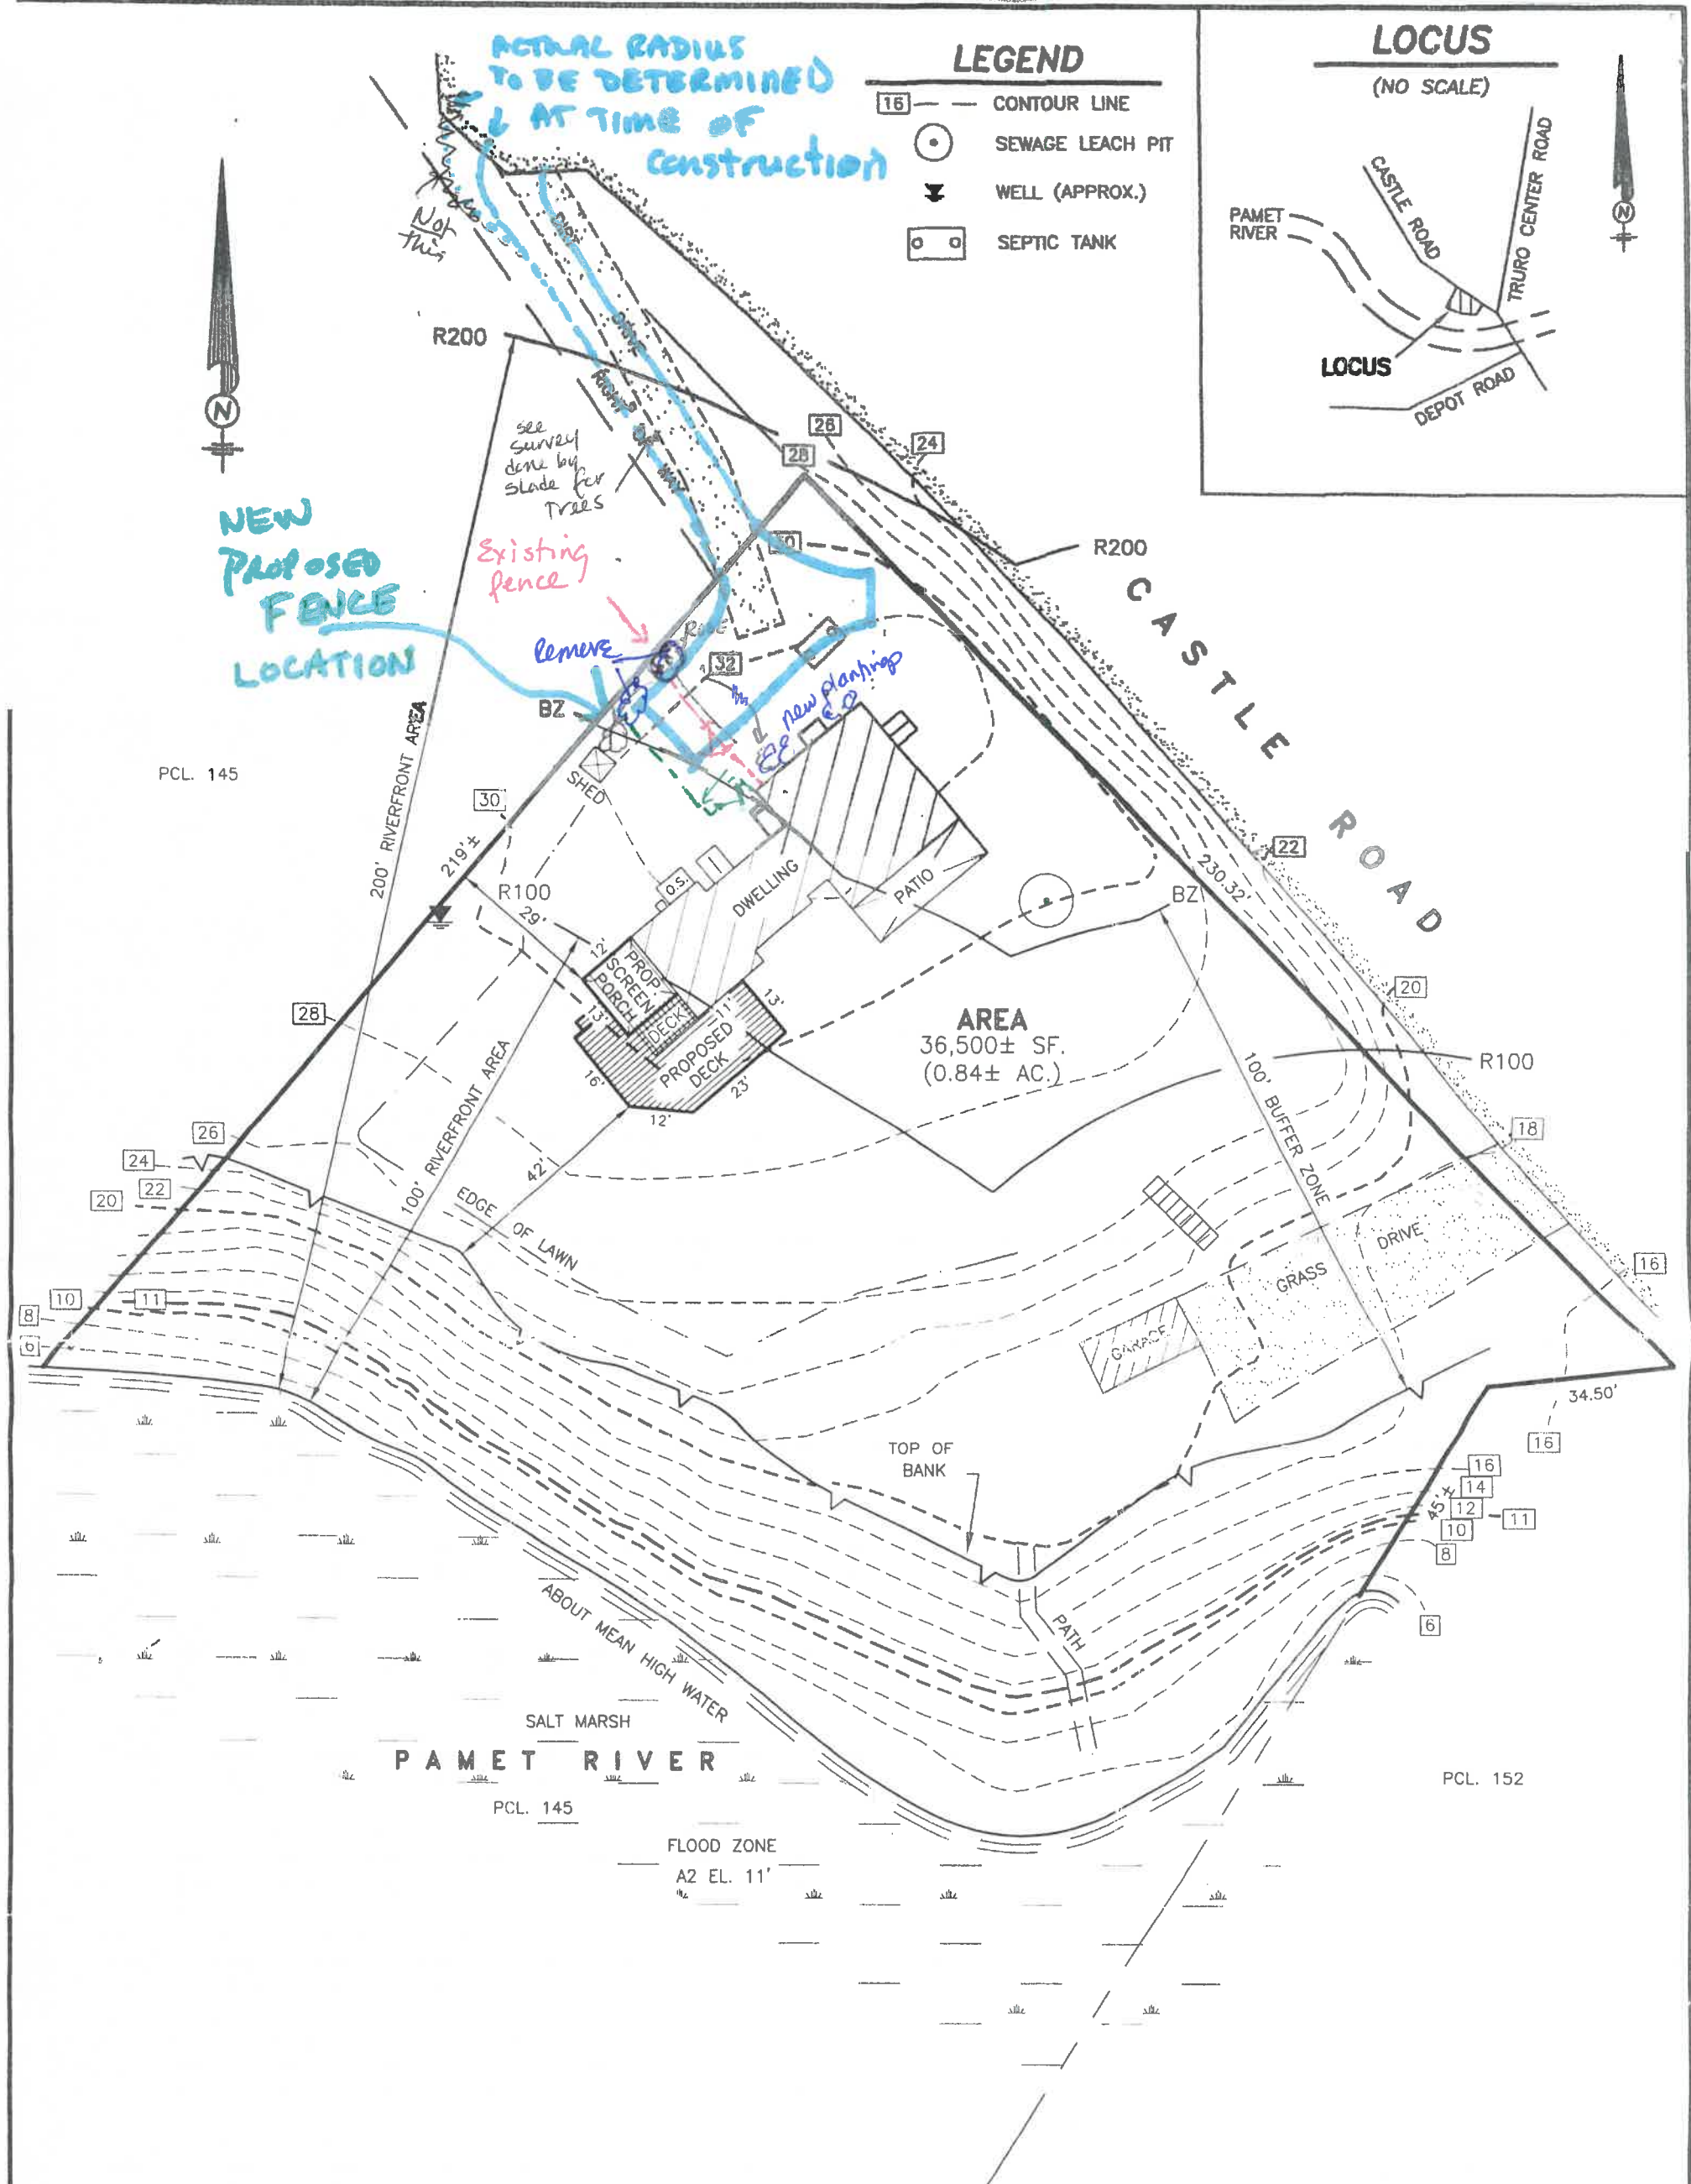 ACTUAL RADIUS
TO BE DETERMINED
AT TIME OF
Construction
LEGEND
16 CONTOUR LINE
SEWAGE LEACH PIT
WELL (APPROX.)
SEPTIC TANK
LOCUS
(NO SCALE)
N
CASTLE ROAD
TRURO CENTER ROAD
PAMET
RIVER
LOCUS
DEPOT ROAD
Not
this
N
R200
DRIVE
RIGHT OF WAY
see
survey
done by
slade for
Trees
26
24
28
R200
NEW
PROPOSED
FENCE
LOCATION
Existing
fence
Remove
30
32
new plantings
BZ
SHED
CASTLE ROAD
PCL. 145
200' RIVERFRONT AREA
30
219'±
R100
29'
O.S.
DWELLING
PATIO
22
230.32'
BZ
12'
PROP.
SCREEN
PORCH
13'
DECK
11'
13'
PROPOSED
DECK
16'
12'
23'
28
20
AREA
36,500± SF.
(0.84± AC.)
R100
100' RIVERFRONT AREA
100' BUFFER ZONE
26
24
22
20
18
42'
EDGE OF LAWN
DRIVE
GRASS
16
GARAGE
10
11
8
6
34.50'
16
TOP OF
BANK
16
14
12
11
10
8
45'±
6
PATH
ABOUT MEAN HIGH WATER
SALT MARSH
PAMET RIVER
PCL. 145
PCL. 152
FLOOD ZONE
A2 EL. 11'